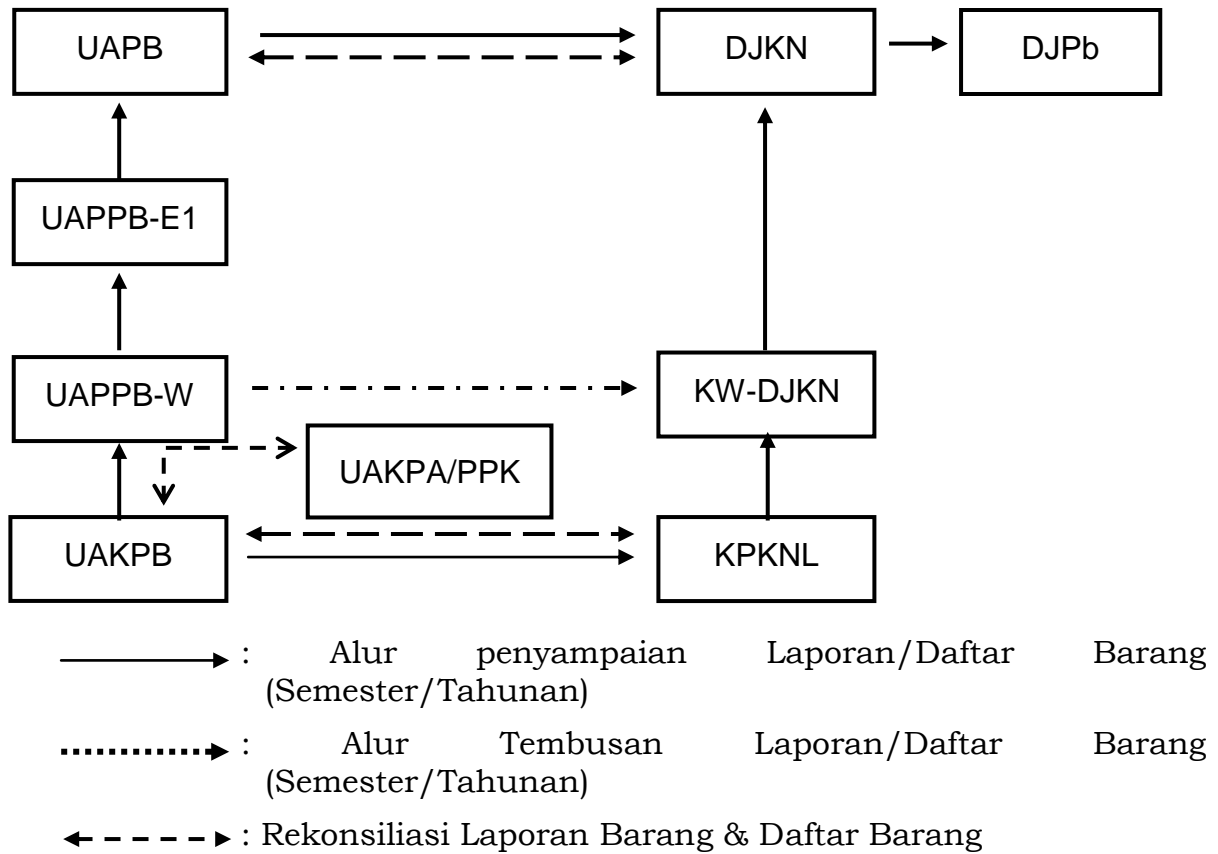 UAPB
DJKN
DJPb
UAPPB-E1
UAPPB-W
KW-DJKN
UAKPA/PPK
UAKPB
KPKNL
: Alur penyampaian Laporan/Daftar Barang
(Semester/Tahunan)
: Alur Tembusan Laporan/Daftar Barang
(Semester/Tahunan)
: Rekonsiliasi Laporan Barang & Daftar Barang